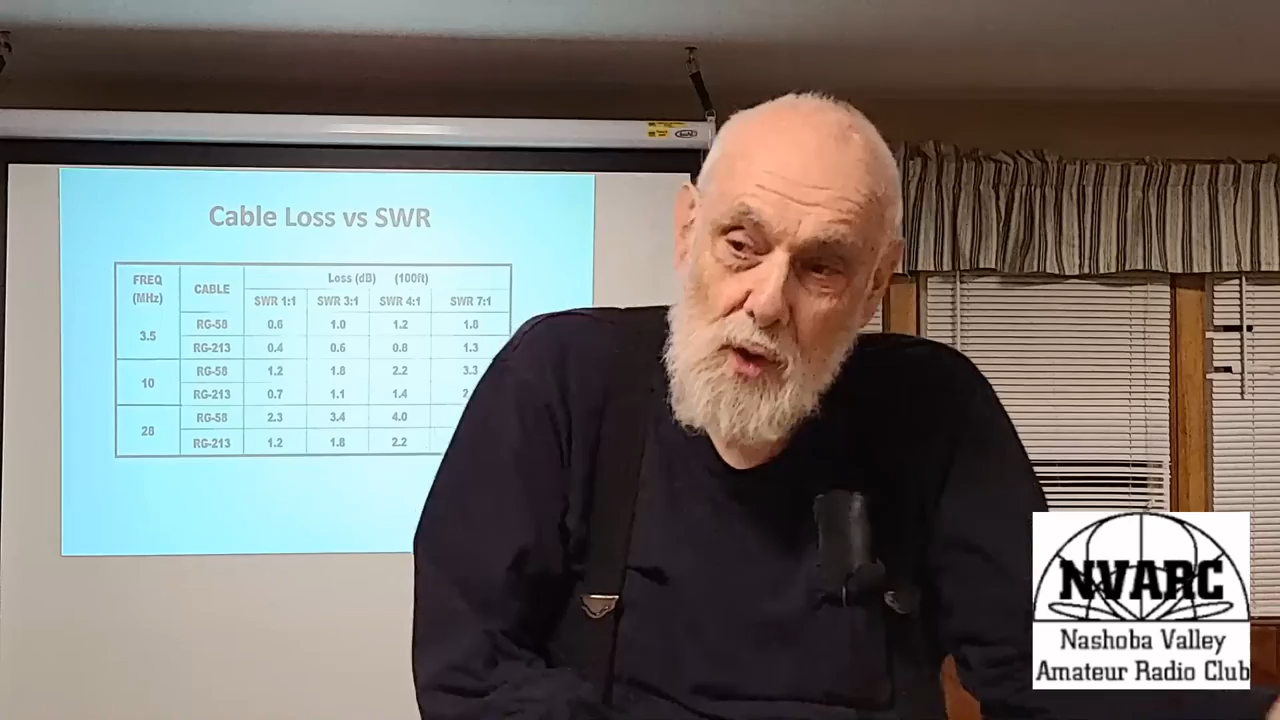 Cable Loss vs SWR
FREQ (MHz) CABLE Loss (dB) (100ft)
SWR 1:1 SWR 3:1 SWR 4:1 SWR 7:1
3.5 RG-58 0.6 1.0 1.2 1.8
RG-213 0.4 0.6 0.8 1.3
10 RG-58 1.2 1.8 2.2 3.3
RG-213 0.7 1.1 1.4
28 RG-58 2.3 3.4 4.0
RG-213 1.2 1.8 2.2
NVARC
Nashoba Valley
Amateur Radio Club